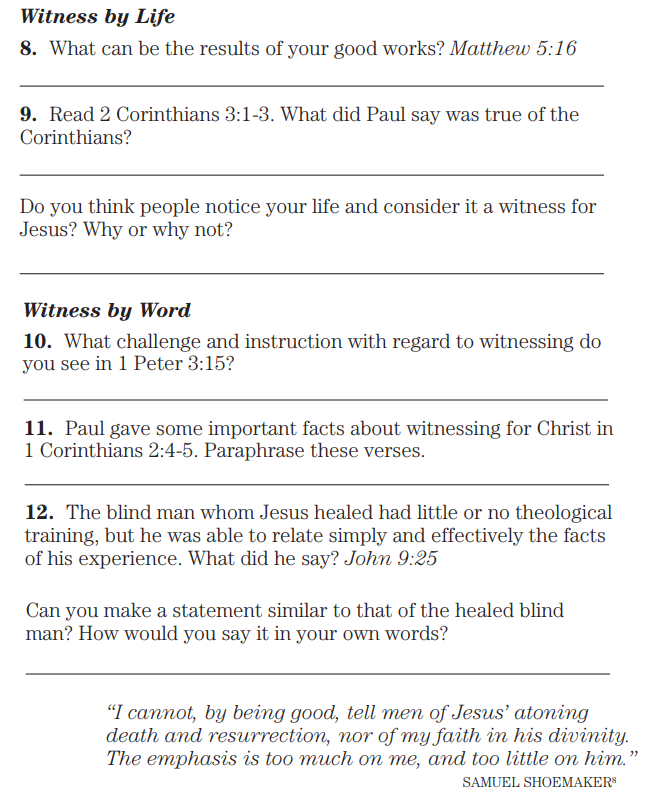 Witness by Life
8. What can be the results of your good works? Matthew 5:16
9. Read 2 Corinthians 3:1-3. What did Paul say was true of the
Corinthians?
Do you think people notice your life and consider it a witness for
Jesus? Why or why not?
Witness by Word
10. What challenge and instruction with regard to witnessing do
you see in 1 Peter 3:15?
11. Paul gave some important facts about witnessing for Christ in
1 Corinthians 2:4-5. Paraphrase these verses.
12. The blind man whom Jesus healed had little or no theological
training, but he was able to relate simply and effectively the facts
of his experience. What did he say? John 9:25
Can you make a statement similar to that of the healed blind
man? How would you say it in your own words?
“I cannot, by being good, tell men of Jesus’ atoning
death and resurrection, nor of my faith in his divinity.
The emphasis is too much on me, and too little on him.”
SAMUEL SHOEMAKER⁸